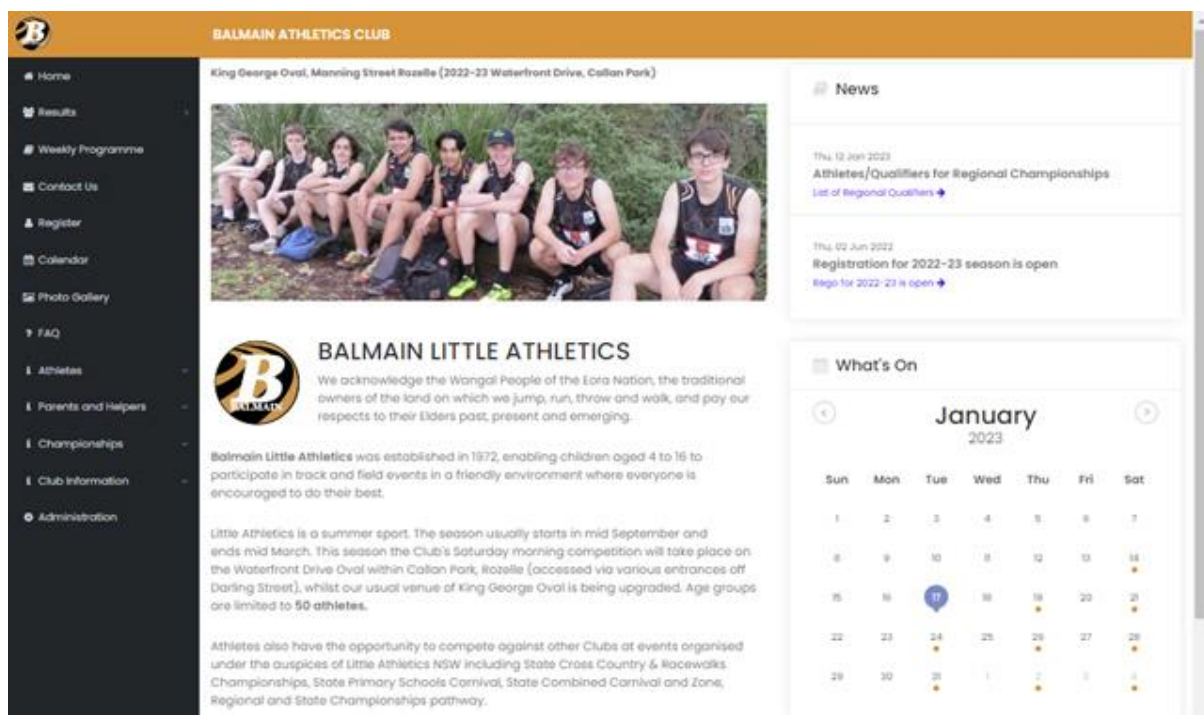 B
BALMAIN ATHLETICS CLUB
Home
Results
Weekly Programme
Contact Us
Register
Calendar
Photo Gallery
? FAQ
i Athletes
i Parents and Helpers
i Championships
i Club Information
Administration
King George Oval, Manning Street Rozelle (2022-23 Waterfront Drive, Callan Park)
B
BALMAIN
BALMAIN LITTLE ATHLETICS
We acknowledge the Wangal People of the Eora Nation, the traditional
owners of the land on which we jump, run, throw and walk, and pay our
respects to their Elders past, present and emerging.
Balmain Little Athletics was established in 1972, enabling children aged 4 to 16 to
participate in track and field events in a friendly environment where everyone is
encouraged to do their best.
Little Athletics is a summer sport. The season usually starts in mid September and
ends mid March. This season the Club's Saturday morning competition will take place on
the Waterfront Drive Oval within Callan Park, Rozelle (accessed via various entrances off
Darling Street), whilst our usual venue of King George Oval is being upgraded. Age groups
are limited to 50 athletes.
Athletes also have the opportunity to compete against other Clubs at events organised
under the auspices of Little Athletics NSW including State Cross Country & Racewalks
Championships, State Primary Schools Carnival, State Combined Carnival and Zone,
Regional and State Championships pathway.
News
Thu, 12 Jan 2023
Athletes/Qualifiers for Regional Championships
List of Regional Qualifiers →
Thu, 02 Jun 2022
Registration for 2022-23 season is open
Rego for 2022-23 is open →
What's On
January
2023
Sun Mon Tue Wed Thu Fri Sat
1 2 3 4 5 6 7
8 9 10 11 12 13 14
15 16 17 18 19 20 21
22 23 24 25 26 27 28
29 30 31 1 2 3 4